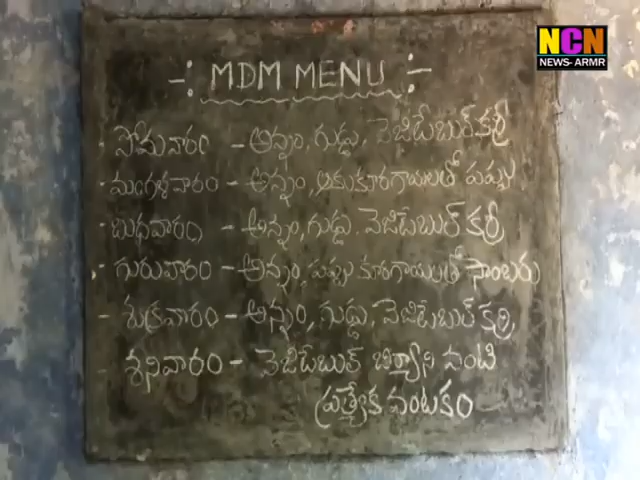 NCN
NEWS-ARMR
-: MDM MENU :-
· సోమవారం - అన్నం, గుడ్డు, వెజిటేబుల్ కర్రీ
· మంగళవారం - అన్నం, ఆకుకూరగాయలతో పప్పు
· బుధవారం - అన్నం, గుడ్డు. వెజిటేబుల్ కర్రీ
· గురువారం - అన్నం, పప్పు కూరగాయలతో సాంబరు
- శుక్రవారం - అన్నం, గుడ్డు, వెజిటేబుల్ కర్రి,
- శనివారం - వెజిటేబుల్ బిర్యాని వంటి
ప్రత్యేక వంటకం